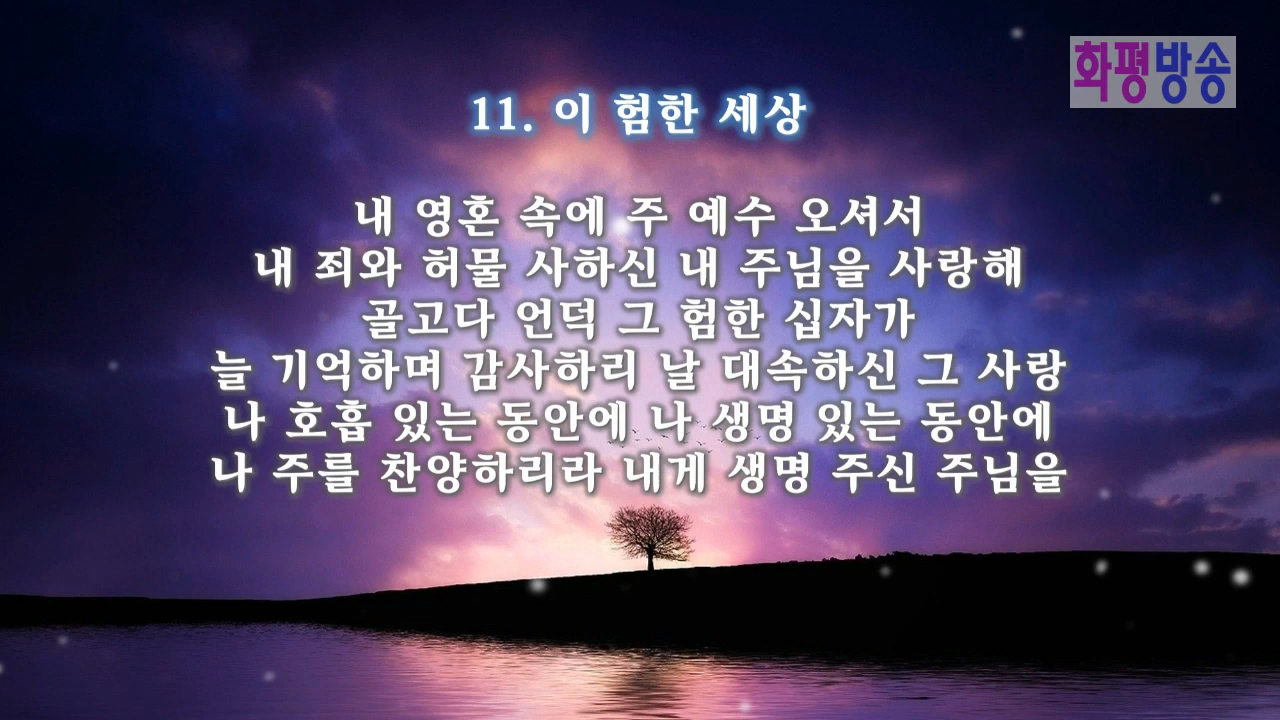 화평방송
11. 이 험한 세상
내 영혼 속에 주 예수 오셔서
내 죄와 허물 사하신 내 주님을 사랑해
골고다 언덕 그 험한 십자가
늘 기억하며 감사하리 날 대속하신 그 사랑
나 호흡 있는 동안에 나 생명 있는 동안에
나 주를 찬양하리라 내게 생명 주신 주님을